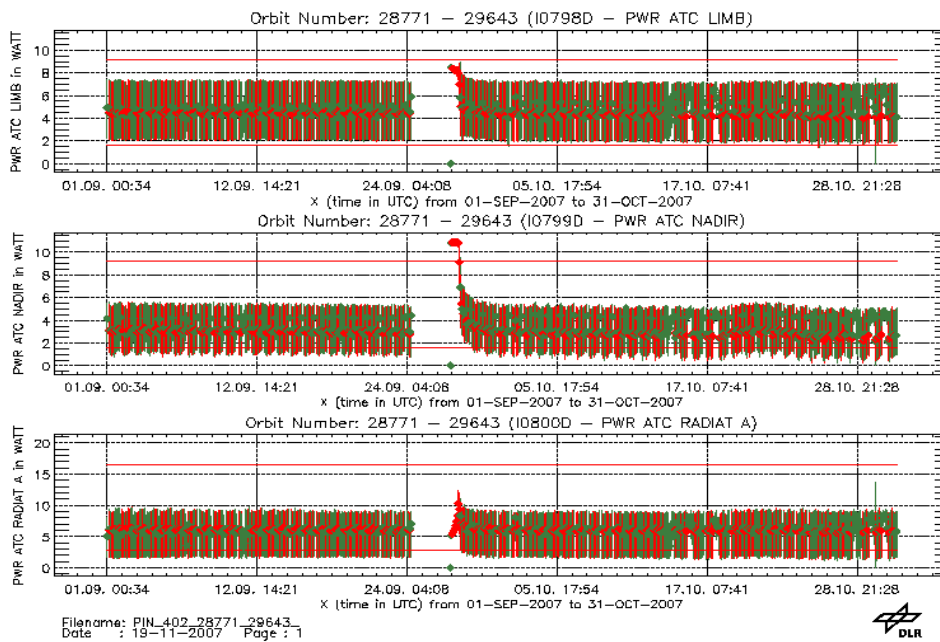 Orbit Number: 28771 – 29643 (I0798D – PWR ATC LIMB)
PWR ATC LIMB in WATT
10
8
6
4
2
0
01.09. 00:34 12.09. 14:21 24.09. 04:08 05.10. 17:54 17.10. 07:41 28.10. 21:28
X (time in UTC) from 01–SEP–2007 to 31–OCT–2007
Orbit Number: 28771 – 29643 (I0799D – PWR ATC NADIR)
PWR ATC NADIR in WATT
10
8
6
4
2
0
01.09. 00:34 12.09. 14:21 24.09. 04:08 05.10. 17:54 17.10. 07:41 28.10. 21:28
X (time in UTC) from 01–SEP–2007 to 31–OCT–2007
Orbit Number: 28771 – 29643 (I0800D – PWR ATC RADIAT A)
PWR ATC RADIAT A in WATT
20
15
10
5
0
01.09. 00:34 12.09. 14:21 24.09. 04:08 05.10. 17:54 17.10. 07:41 28.10. 21:28
X (time in UTC) from 01–SEP–2007 to 31–OCT–2007
Filename: PIN_402_28771_29643_
Date : 19–11–2007 Page : 1
DLR